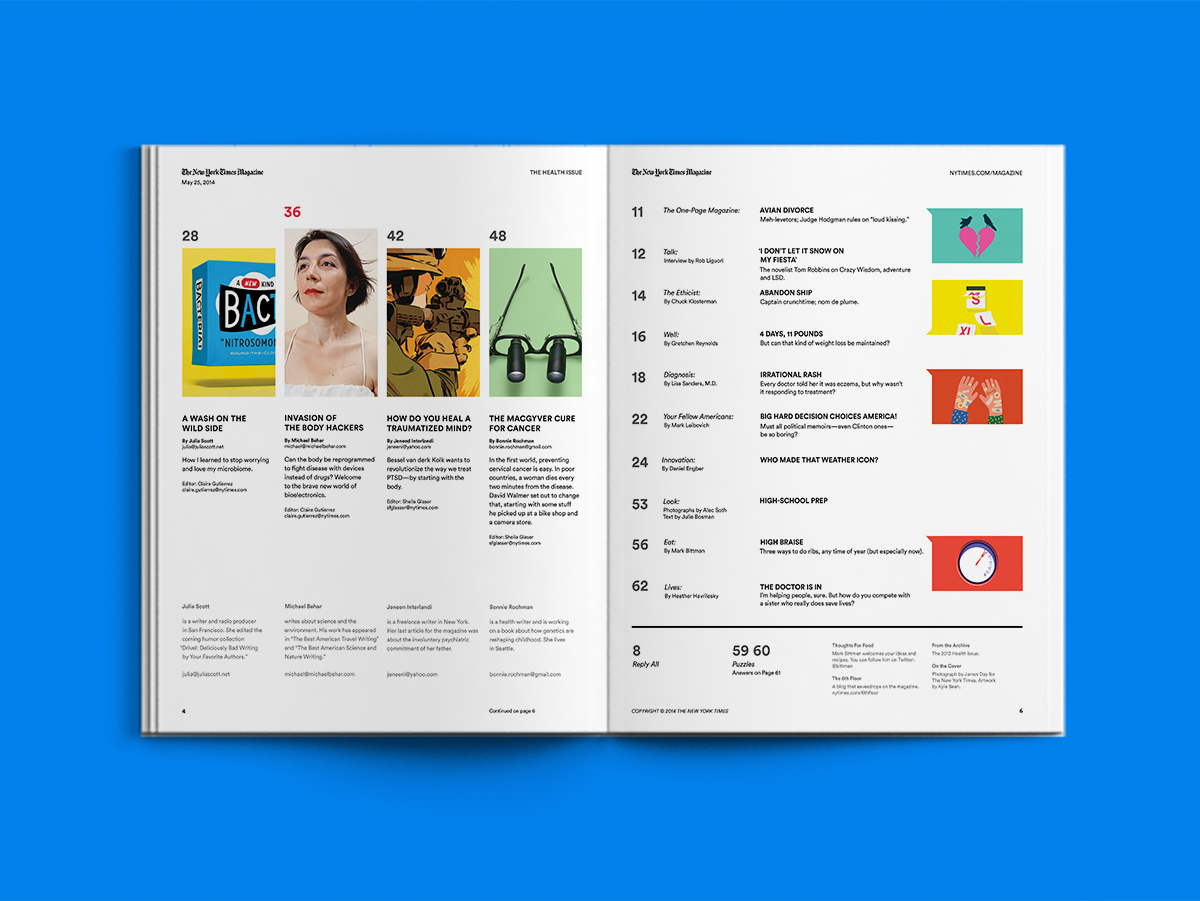 The New York Times Magazine
May 25, 2014
THE HEALTH ISSUE
28
A NEW KIND
BACT
"NITROSOMON
BACTERIAL
A WASH ON THE
WILD SIDE
By Julia Scott
julia@juliascott.net
How I learned to stop worrying
and love my microbiome.
Editor: Claire Gutierrez
claire.gutierrez@nytimes.com
36
INVASION OF
THE BODY HACKERS
By Michael Behar
michael@michaelbehar.com
Can the body be reprogrammed
to fight disease with devices
instead of drugs? Welcome
to the brave new world of
bioelectronics.
Editor: Claire Gutierrez
claire.gutierrez@nytimes.com
42
HOW DO YOU HEAL A
TRAUMATIZED MIND?
By Jeneen Interlandi
jeneeni@yahoo.com
Bessel van derk Kolk wants to
revolutionize the way we treat
PTSD—by starting with the
body.
Editor: Sheila Glaser
sfglaser@nytimes.com
48
THE MACGYVER CURE
FOR CANCER
By Bonnie Rochman
bonnie.rochman@gmail.com
In the first world, preventing
cervical cancer is easy. In poor
countries, a woman dies every
two minutes from the disease.
David Walmer set out to change
that, starting with some stuff
he picked up at a bike shop and
a camera store.
Editor: Sheila Glaser
sfglaser@nytimes.com
Julia Scott
is a writer and radio producer
in San Francisco. She edited the
coming humor collection
"Drivel: Deliciously Bad Writing
by Your Favorite Authors."
julia@juliascott.net
Michael Behar
writes about science and the
environment. His work has appeared
in "The Best American Travel Writing"
and "The Best American Science and
Nature Writing."
michael@michaelbehar.com
Jeneen Interlandi
is a freelance writer in New York.
Her last article for the magazine was
about the involuntary psychiatric
commitment of her father.
jeneeni@yahoo.com
Bonnie Rochman
is a health writer and is working
on a book about how genetics are
reshaping childhood. She lives
in Seattle.
bonnie.rochman@gmail.com
4
Continued on page 6
The New York Times Magazine
NYTIMES.COM/MAGAZINE
11
The One-Page Magazine:
AVIAN DIVORCE
Meh-levetors; Judge Hodgman rules on "loud kissing."
12
Talk:
Interview by Rob Liguori
'I DON'T LET IT SNOW ON
MY FIESTA'
The novelist Tom Robbins on Crazy Wisdom, adventure
and LSD.
14
The Ethicist:
By Chuck Klosterman
ABANDON SHIP
Captain crunchtime; nom de plume.
S
L
XL
16
Well:
By Gretchen Reynolds
4 DAYS, 11 POUNDS
But can that kind of weight loss be maintained?
18
Diagnosis:
By Lisa Sanders, M.D.
IRRATIONAL RASH
Every doctor told her it was eczema, but why wasn't
it responding to treatment?
22
Your Fellow Americans:
By Mark Leibovich
BIG HARD DECISION CHOICES AMERICA!
Must all political memoirs—even Clinton ones—
be so boring?
24
Innovation:
By Daniel Engber
WHO MADE THAT WEATHER ICON?
53
Look:
Photographs by Alec Soth
Text by Julie Bosman
HIGH-SCHOOL PREP
56
Eat:
By Mark Bittman
HIGH BRAISE
Three ways to do ribs, any time of year (but especially now).
62
Lives:
By Heather Havrilesky
THE DOCTOR IS IN
I'm helping people, sure. But how do you compete with
a sister who really does save lives?
8
Reply All
59 60
Puzzles
Answers on Page 61
Thoughts For Food
Mark Bittman welcomes your ideas and
recipes. You can follow him on Twitter:
@bittman
The 6th Floor
A blog that eavesdrops on the magazine.
nytimes.com/6thfloor
From the Archive
The 2013 Health Issue.
On the Cover
Photograph by James Day for
The New York Times. Artwork
by Kyle Bean.
COPYRIGHT © 2014 THE NEW YORK TIMES
6